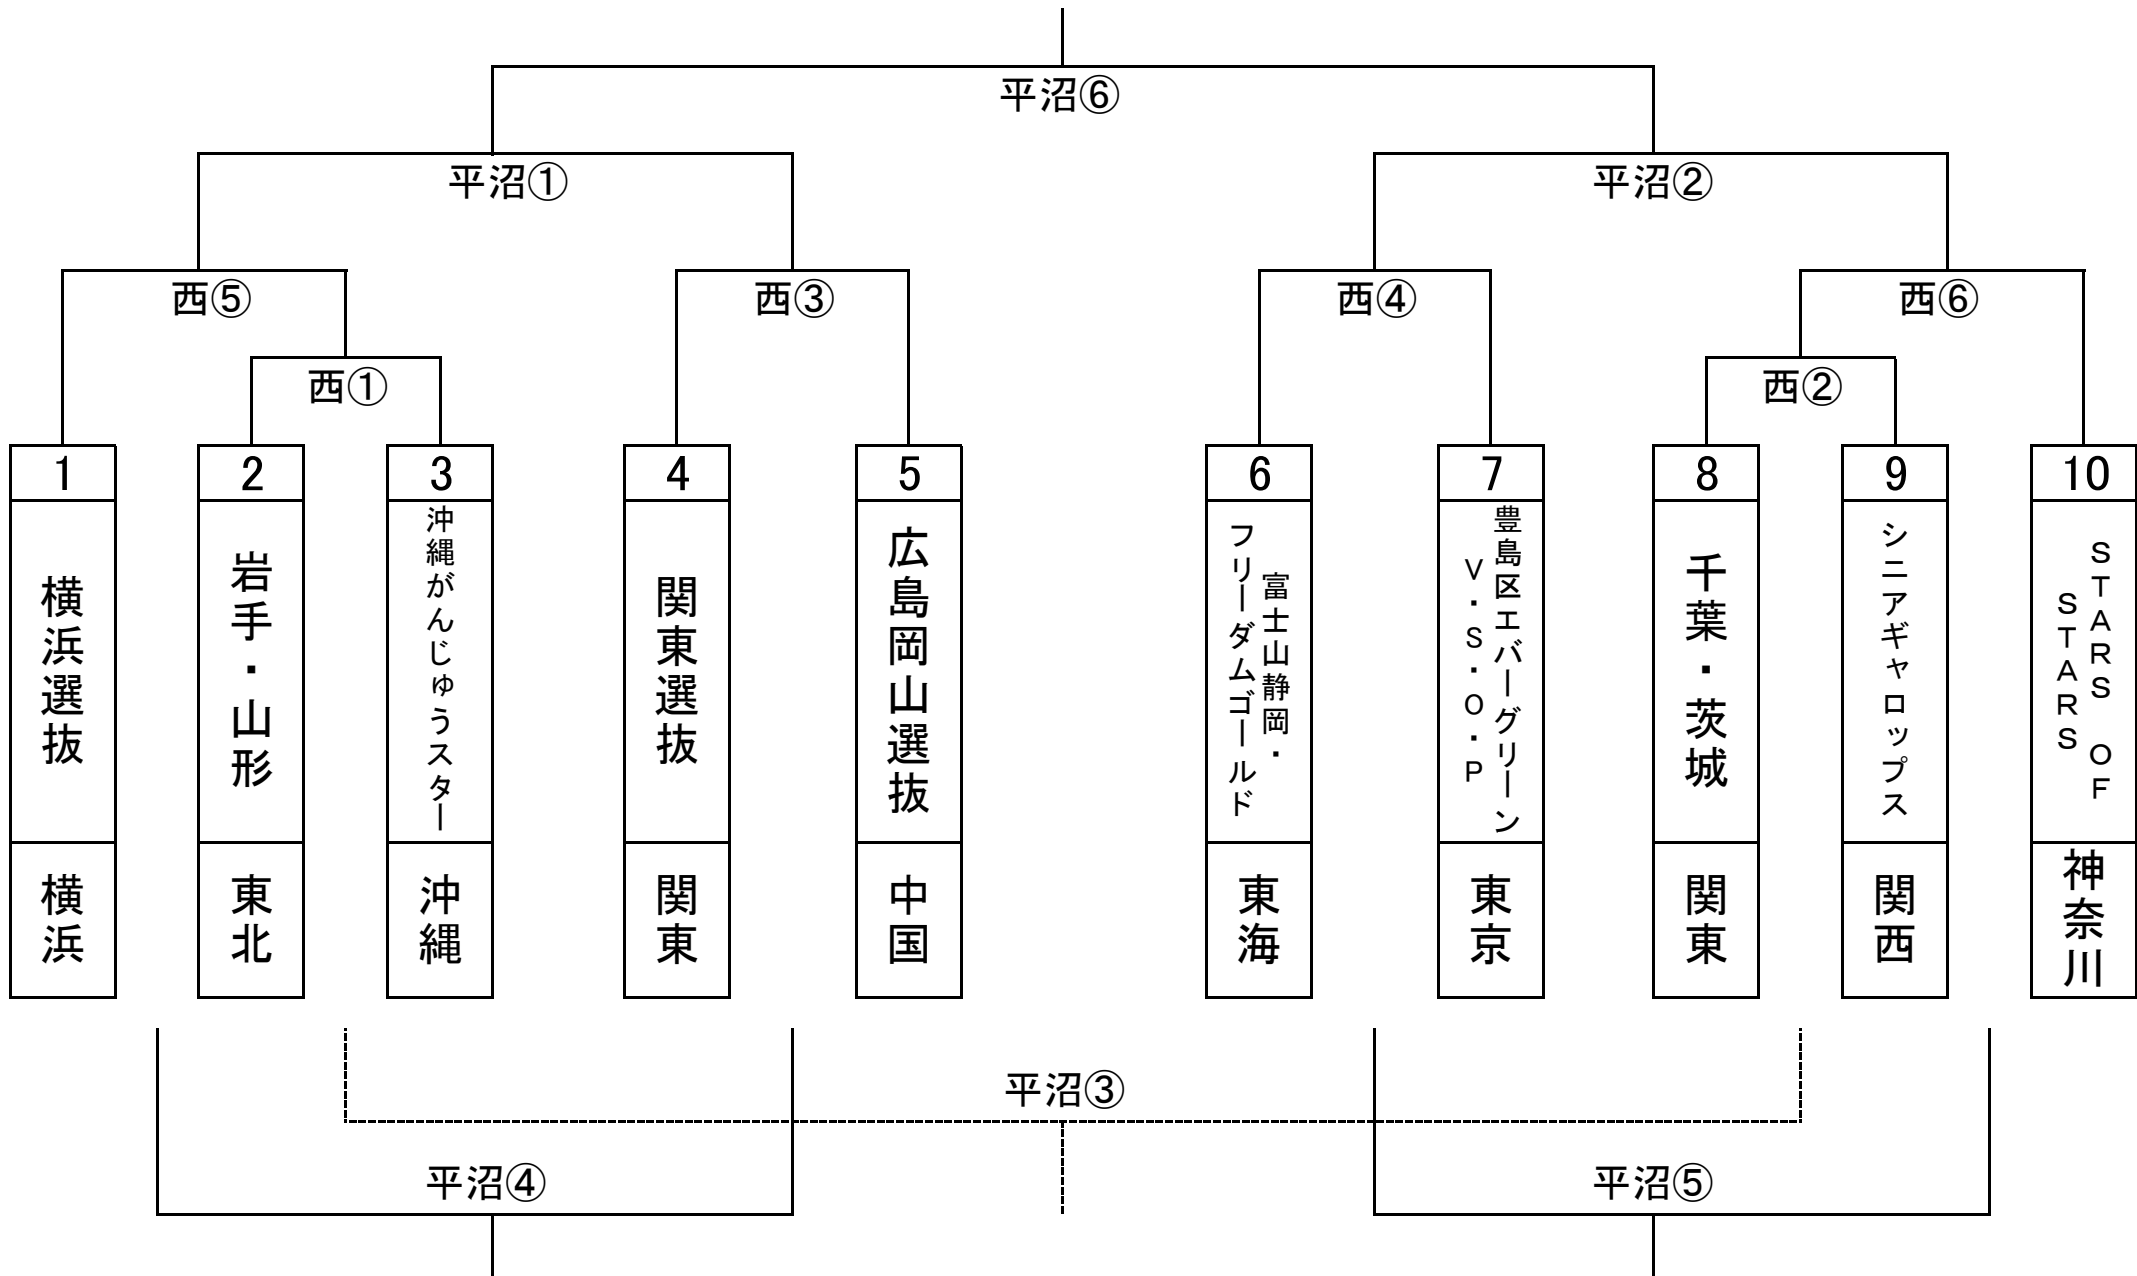 平沼⑥
平沼①
平沼②
西⑤
西③
西④
西⑥
西①
西②
1
2
3
4
5
6
7
8
9
10
横浜選抜
岩手・山形
沖縄がんじゅうスター
関東選抜
広島岡山選抜
富士山静岡・
フリーダムゴールド
豊島区エバーグリーン
V・S・O・P
千葉・茨城
シニアギャロップス
STARS OF
STARS
横浜
東北
沖縄
関東
中国
東海
東京
関東
関西
神奈川
平沼③
平沼④
平沼⑤